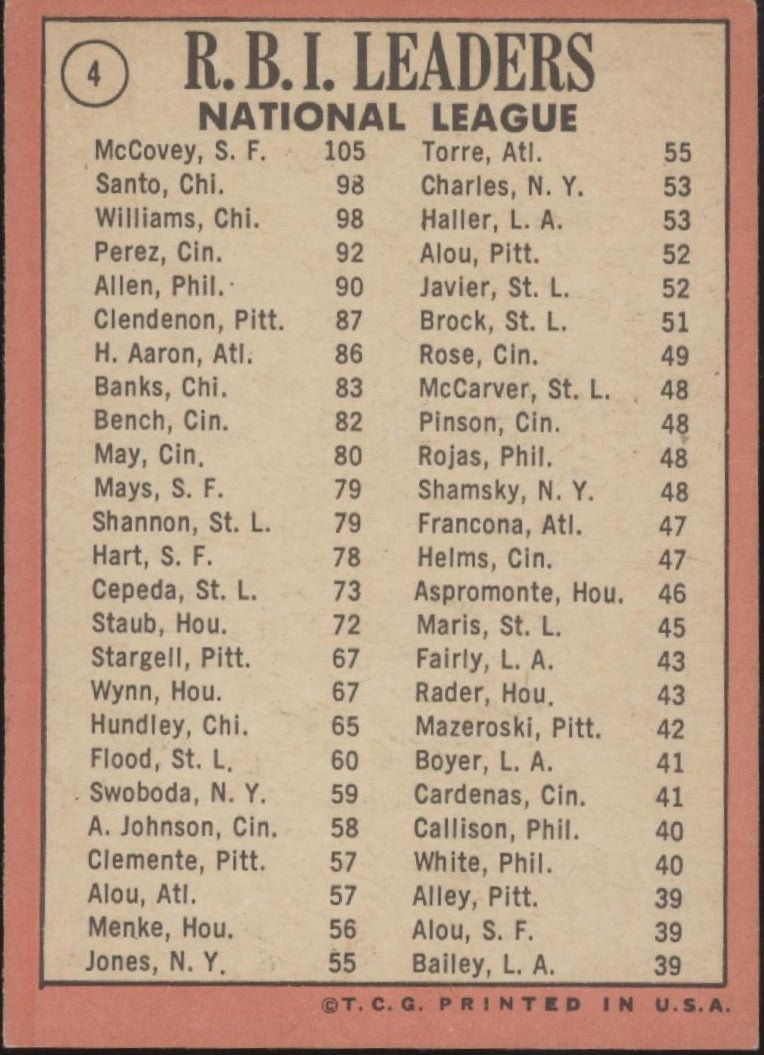 4
R.B.I. LEADERS
NATIONAL LEAGUE
McCovey, S. F. 105
Santo, Chi. 98
Williams, Chi. 98
Perez, Cin. 92
Allen, Phil. 90
Clendenon, Pitt. 87
H. Aaron, Atl. 86
Banks, Chi. 83
Bench, Cin. 82
May, Cin. 80
Mays, S. F. 79
Shannon, St. L. 79
Hart, S. F. 78
Cepeda, St. L. 73
Staub, Hou. 72
Stargell, Pitt. 67
Wynn, Hou. 67
Hundley, Chi. 65
Flood, St. L. 60
Swoboda, N. Y. 59
A. Johnson, Cin. 58
Clemente, Pitt. 57
Alou, Atl. 57
Menke, Hou. 56
Jones, N. Y. 55
Torre, Atl. 55
Charles, N. Y. 53
Haller, L. A. 53
Alou, Pitt. 52
Javier, St. L. 52
Brock, St. L. 51
Rose, Cin. 49
McCarver, St. L. 48
Pinson, Cin. 48
Rojas, Phil. 48
Shamsky, N. Y. 48
Francona, Atl. 47
Helms, Cin. 47
Aspromonte, Hou. 46
Maris, St. L. 45
Fairly, L. A. 43
Rader, Hou. 43
Mazeroski, Pitt. 42
Boyer, L. A. 41
Cardenas, Cin. 41
Callison, Phil. 40
White, Phil. 40
Alley, Pitt. 39
Alou, S. F. 39
Bailey, L. A. 39
©T. C. G. PRINTED IN U.S.A.